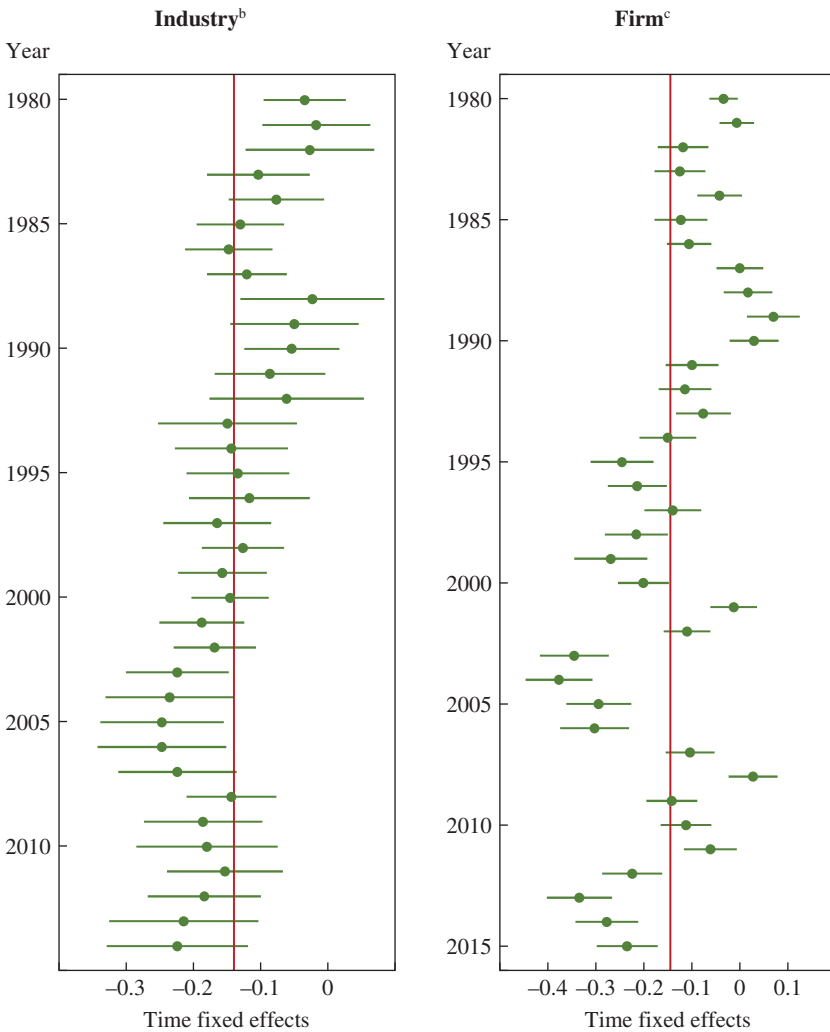 Industryᵇ
Year
1980
1985
1990
1995
2000
2005
2010
–0.3 –0.2 –0.1 0
Time fixed effects
Firmᶜ
Year
1980
1985
1990
1995
2000
2005
2010
2015
–0.4 –0.3 –0.2 –0.1 0 0.1
Time fixed effects